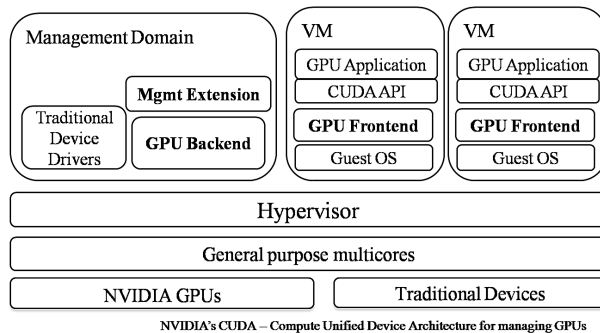 Management Domain
Mgmt Extension
Traditional
Device
Drivers
GPU Backend
VM
GPU Application
CUDA API
GPU Frontend
Guest OS
VM
GPU Application
CUDA API
GPU Frontend
Guest OS
Hypervisor
General purpose multicores
NVIDIA GPUs
Traditional Devices
NVIDIA's CUDA – Compute Unified Device Architecture for managing GPUs